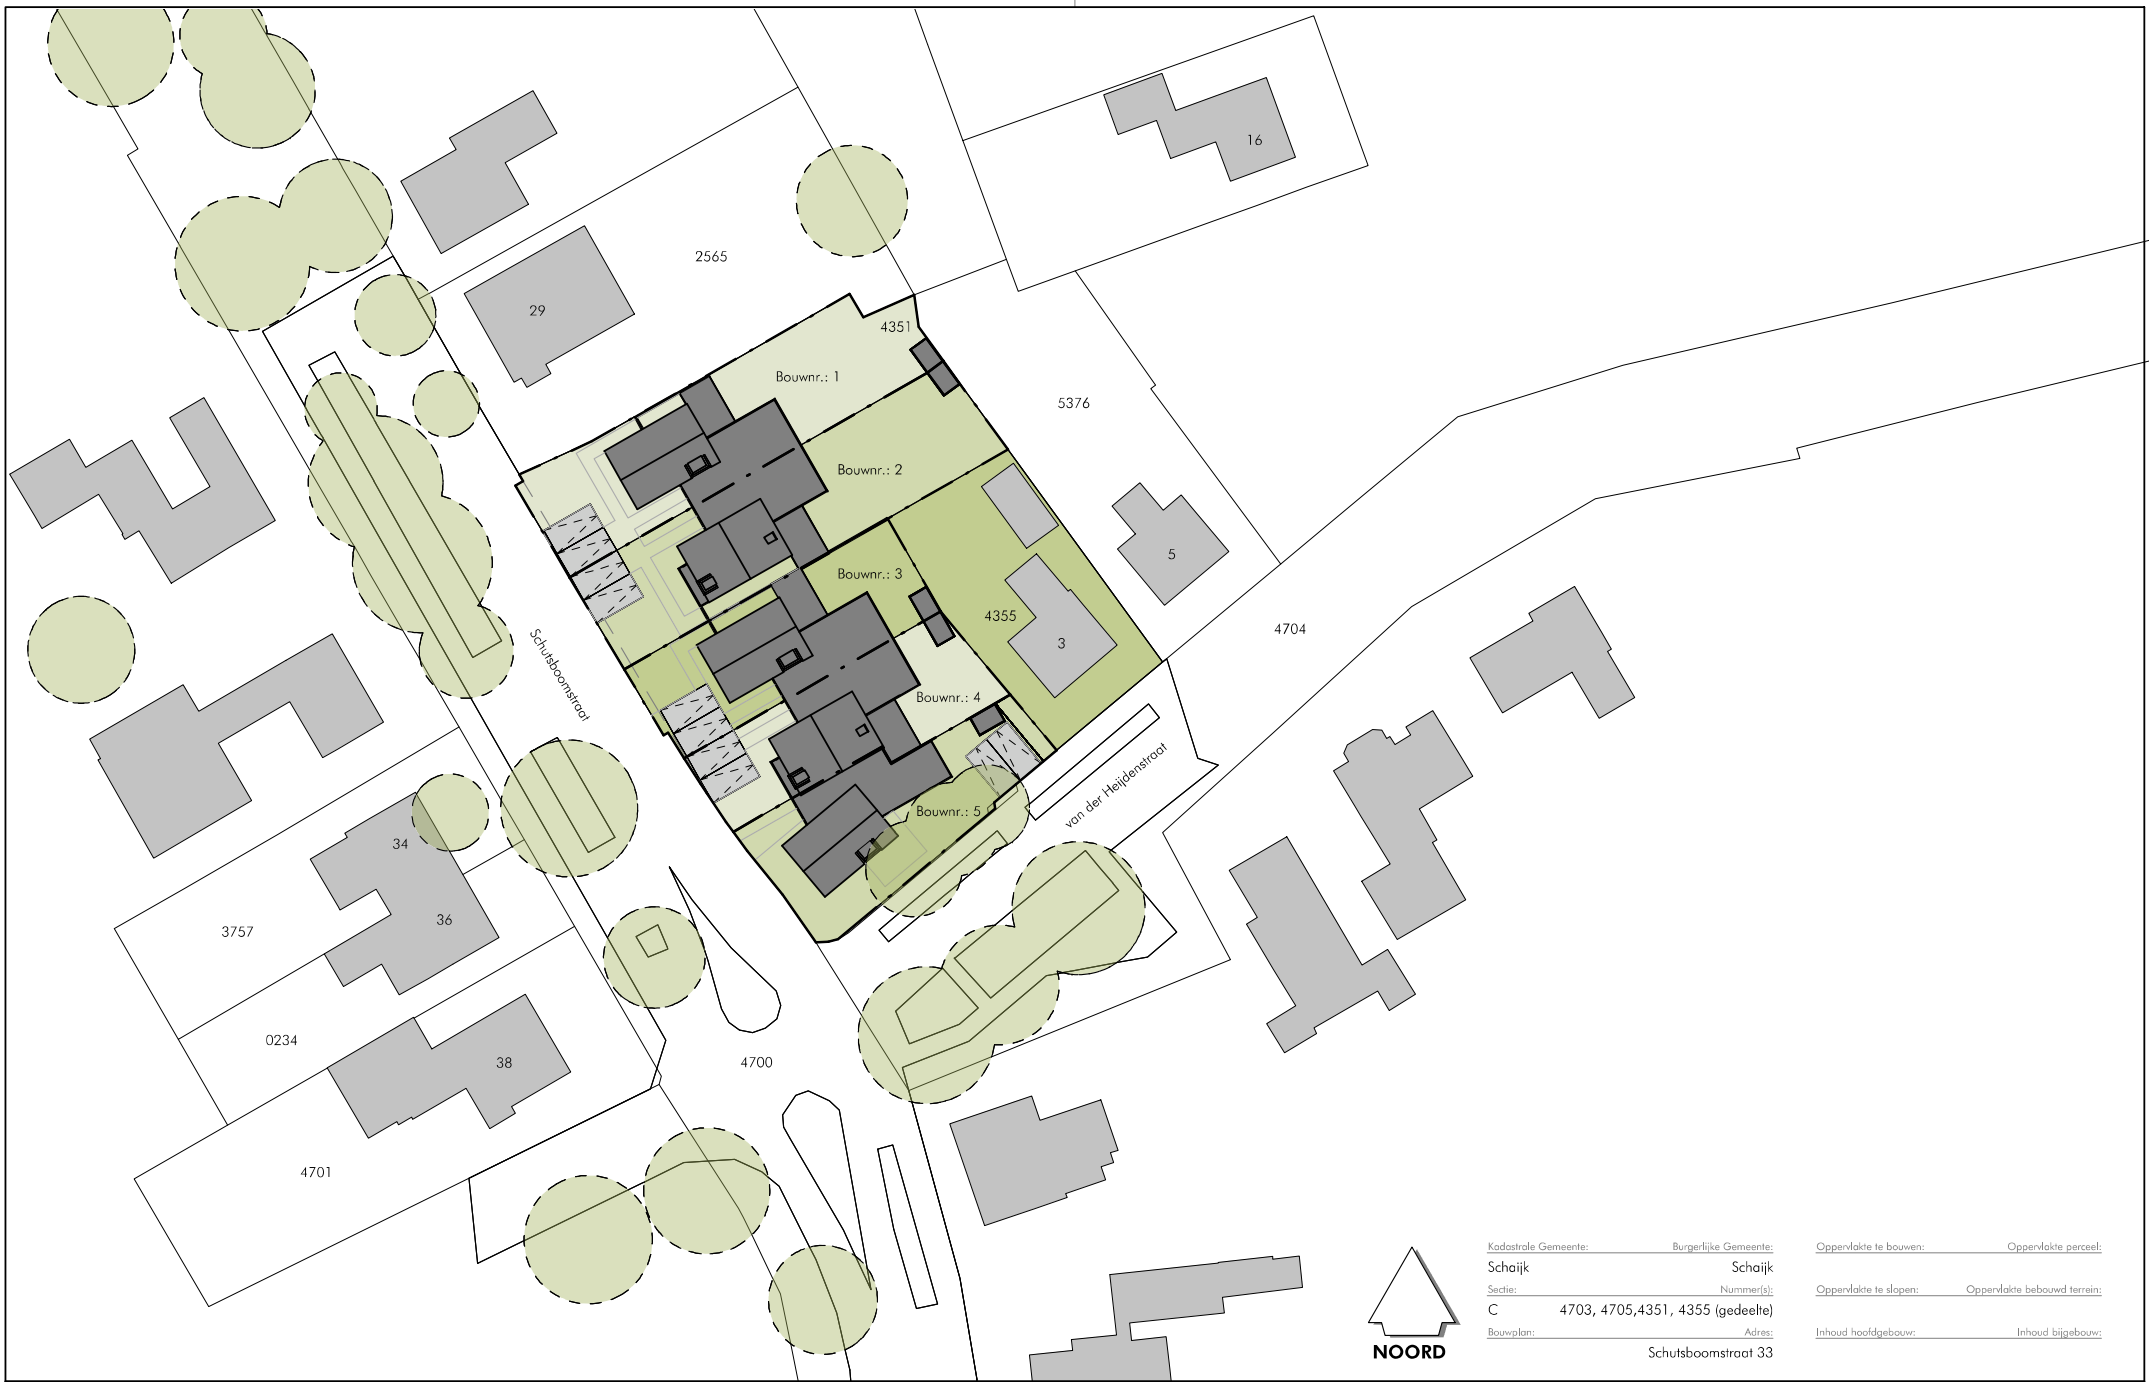 16
2565
29
4351
Bouwnr.: 1
5376
Bouwnr.: 2
5
Bouwnr.: 3
4355
3
4704
Schutsboomstraat
Bouwnr.: 4
van der Heijdenstraat
Bouwnr.: 5
34
36
3757
0234
38
4700
4701
NOORD
Kadastrale Gemeente: Burgerlijke Gemeente:
Schaijk Schaijk
Sectie: Nummer(s):
C 4703, 4705,4351, 4355 (gedeelte)
Bouwplan: Adres:
Schutsboomstraat 33
Oppervlakte te bouwen: Oppervlakte perceel:
Oppervlakte te slopen: Oppervlakte bebouwd terrein:
Inhoud hoofdgebouw: Inhoud bijgebouw: